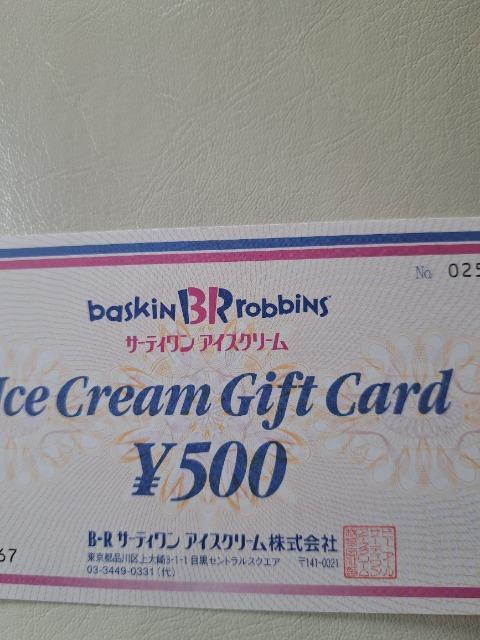 No 025
baskin BR robbins
サーティワン アイスクリーム
Ice Cream Gift Card
¥500
B-R サーティワン アイスクリーム株式会社
東京都品川区上大崎3-1-1 目黒セントラルスクエア 〒141-0021
67
03-3449-0331(代)